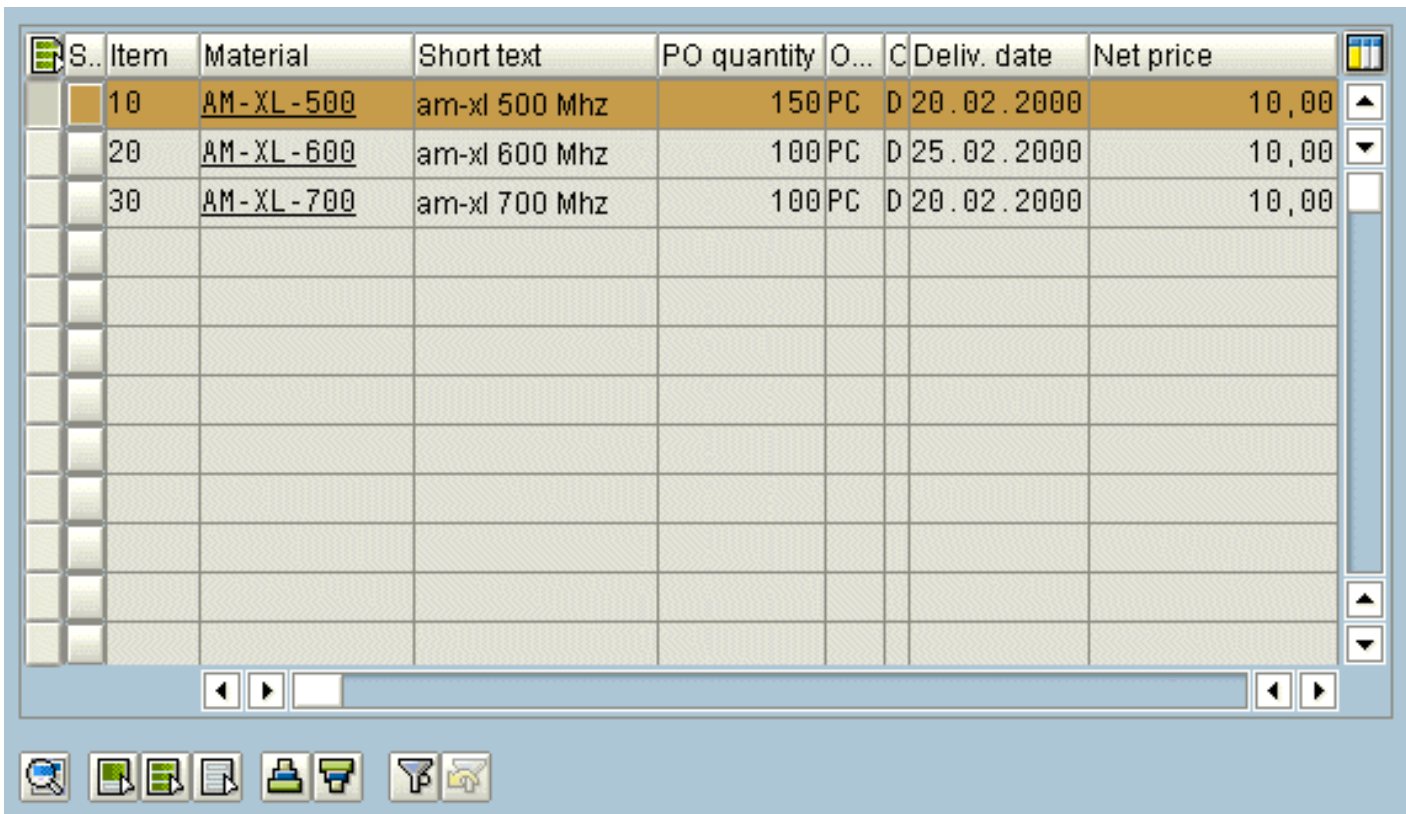 S.. Item Material Short text PO quantity O... C Deliv. date Net price
10 AM-XL-500 am-xl 500 Mhz 150 PC D 20.02.2000 10,00
20 AM-XL-600 am-xl 600 Mhz 100 PC D 25.02.2000 10,00
30 AM-XL-700 am-xl 700 Mhz 100 PC D 20.02.2000 10,00